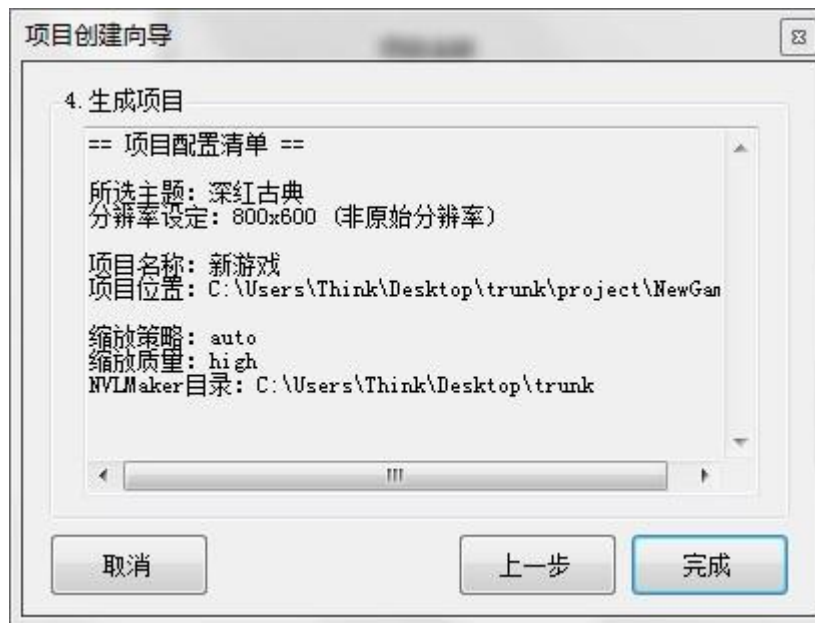 项目创建向导
4. 生成项目
== 项目配置清单 ==
所选主题: 深红古典
分辨率设定: 800x600 (非原始分辨率)
项目名称: 新游戏
项目位置: C:\Users\Think\Desktop\trunk\project\NewGam
缩放策略: auto
缩放质量: high
NVLMaker目录: C:\Users\Think\Desktop\trunk
取消
上一步
完成